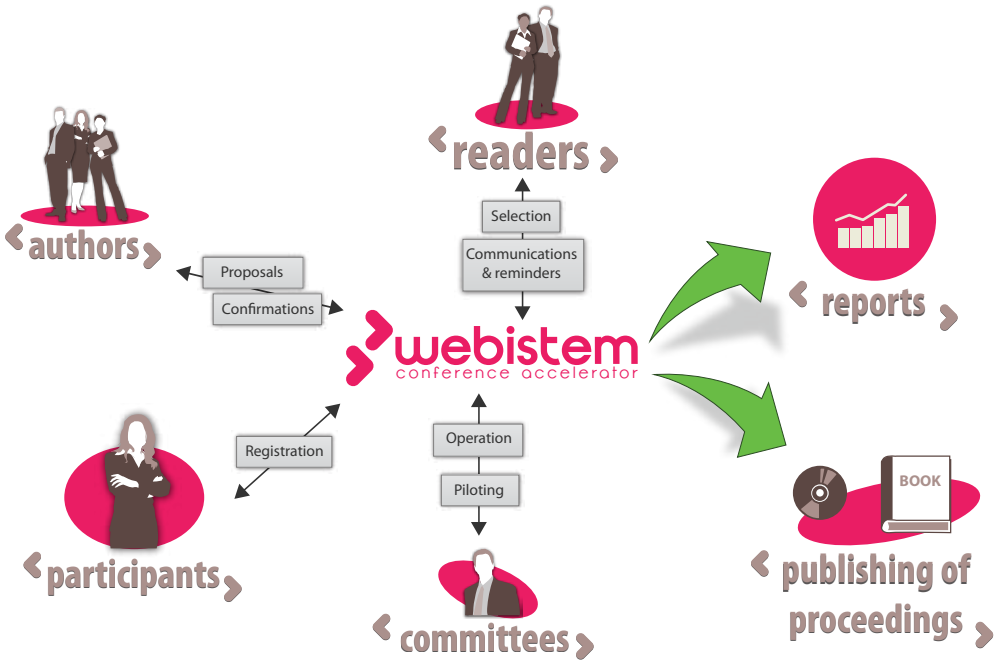 readers
authors
Selection
Communications
& reminders
Proposals
Confirmations
reports
webistem
conference accelerator
Registration
Operation
Piloting
BOOK
participants
committees
publishing of
proceedings